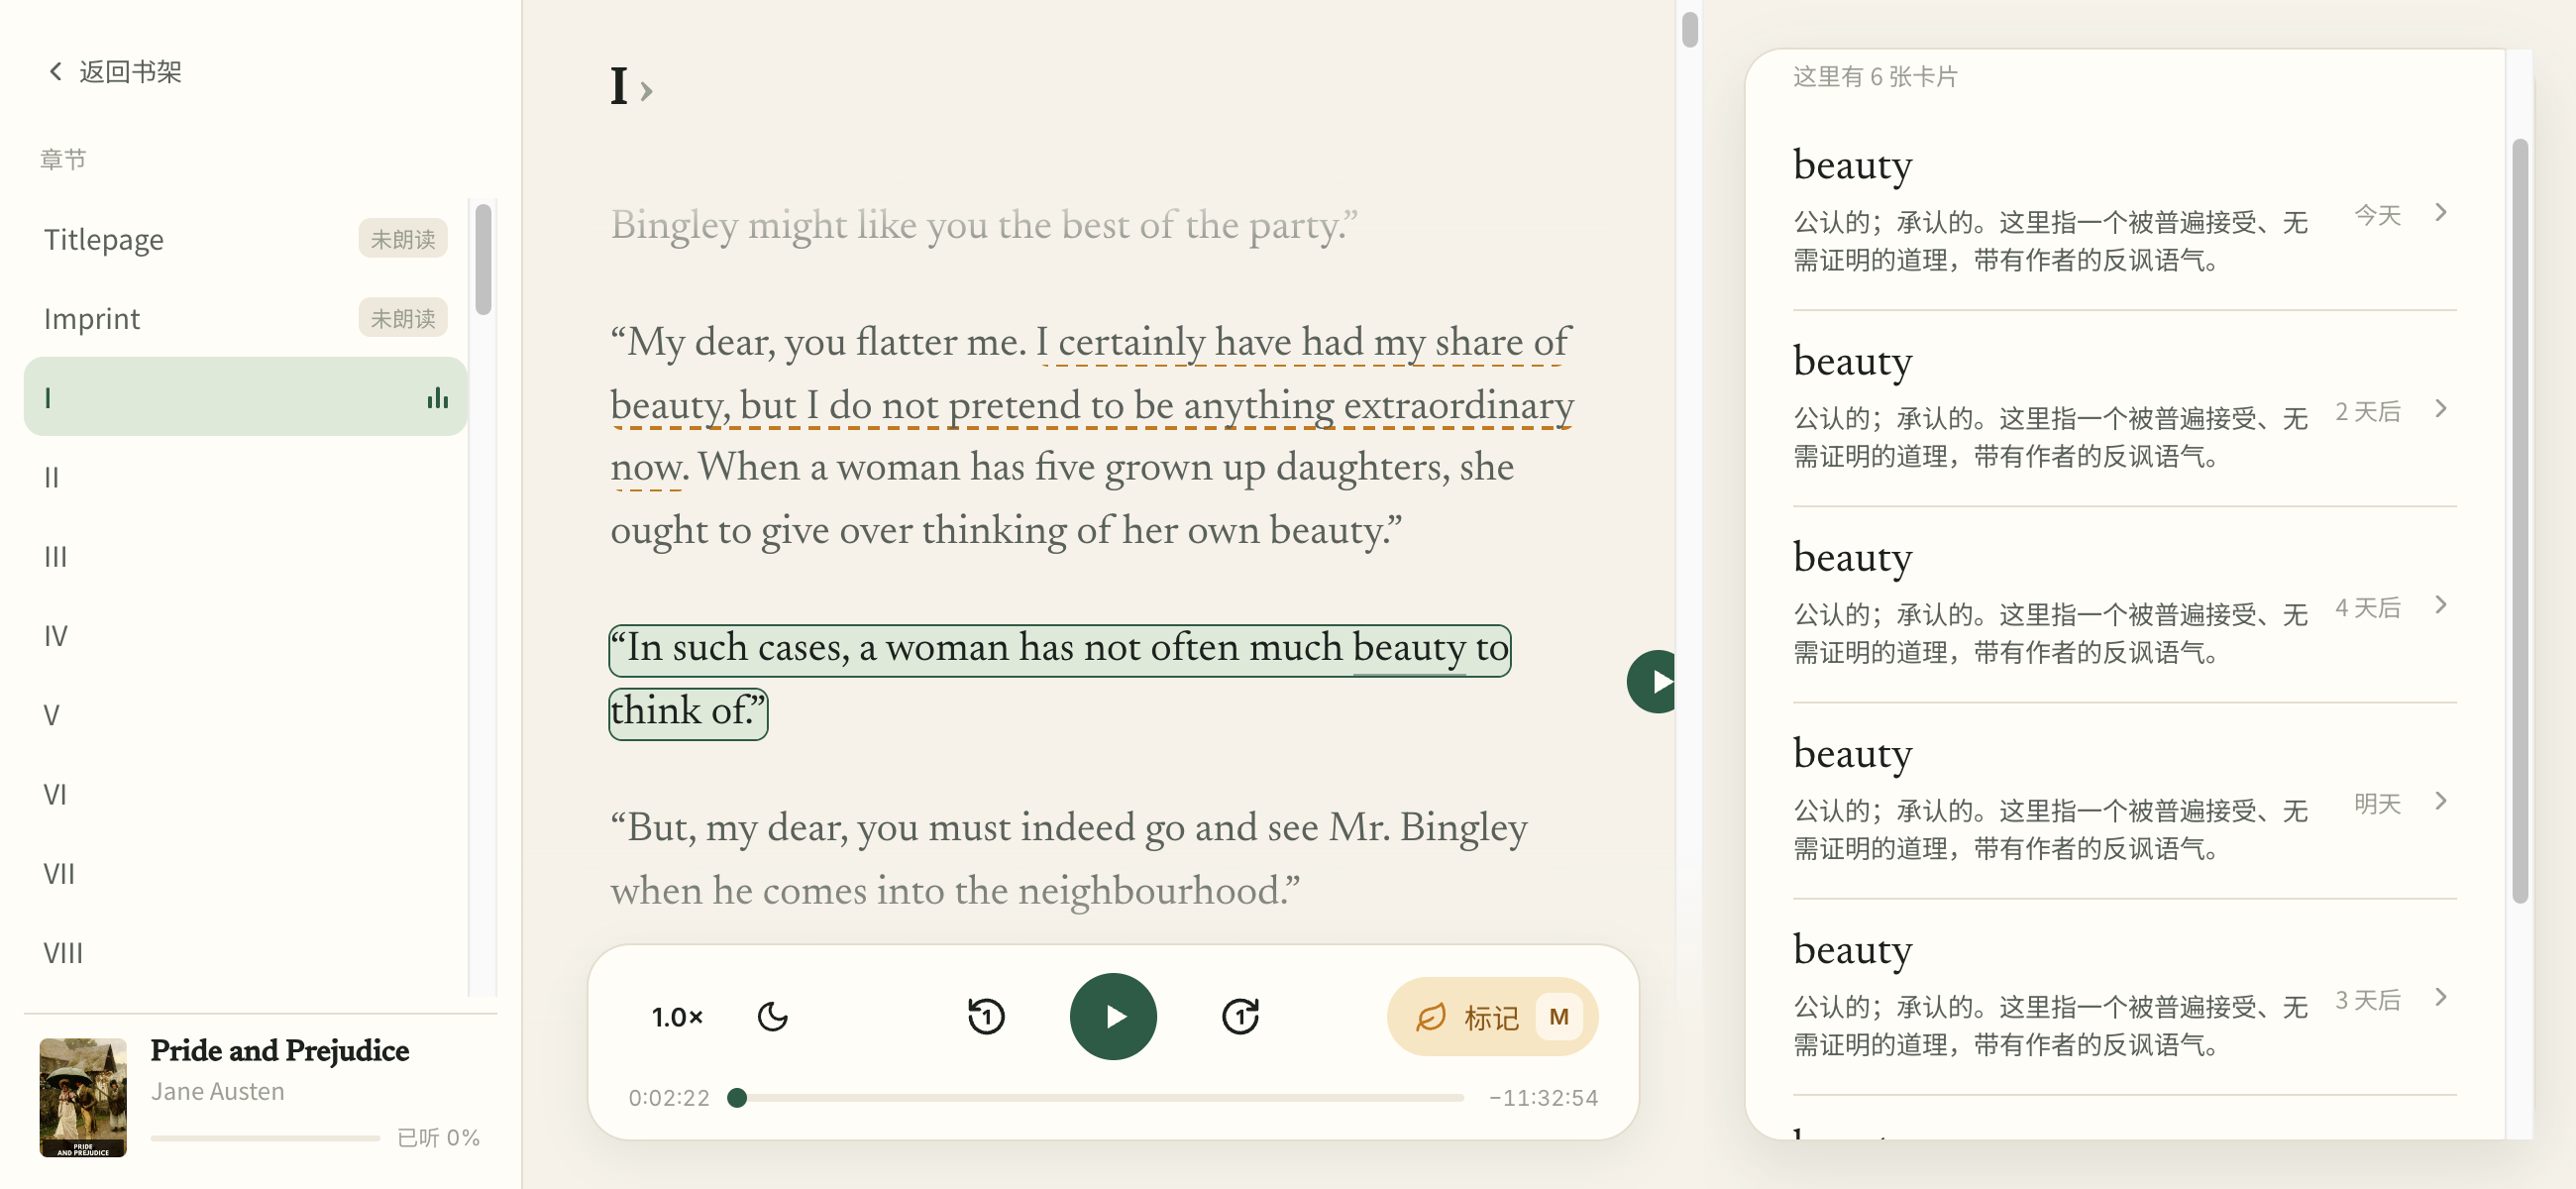 返回书架
章节
Titlepage 未朗读
Imprint 未朗读
I
II
III
IV
V
VI
VII
VIII
PRIDE
AND PREJUDICE
Pride and Prejudice
Jane Austen
已听 0%
I ›
Bingley might like you the best of the party.”
“My dear, you flatter me. I certainly have had my share of
beauty, but I do not pretend to be anything extraordinary
now. When a woman has five grown up daughters, she
ought to give over thinking of her own beauty.”
“In such cases, a woman has not often much beauty to
think of.”
“But, my dear, you must indeed go and see Mr. Bingley
when he comes into the neighbourhood.”
1.0× 1 1 标记 M
0:02:22 −11:32:54
这里有 6 张卡片
beauty
公认的；承认的。这里指一个被普遍接受、无
需证明的道理，带有作者的反讽语气。
今天
beauty
公认的；承认的。这里指一个被普遍接受、无
需证明的道理，带有作者的反讽语气。
2 天后
beauty
公认的；承认的。这里指一个被普遍接受、无
需证明的道理，带有作者的反讽语气。
4 天后
beauty
公认的；承认的。这里指一个被普遍接受、无
需证明的道理，带有作者的反讽语气。
明天
beauty
公认的；承认的。这里指一个被普遍接受、无
需证明的道理，带有作者的反讽语气。
3 天后